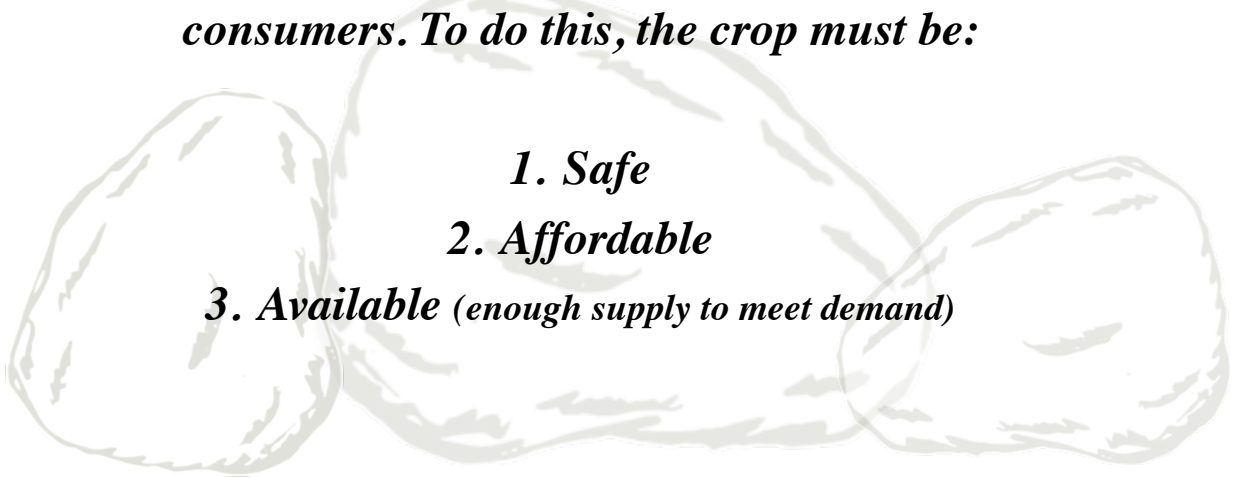 consumers. To do this, the crop must be:
1. Safe
2. Affordable
3. Available (enough supply to meet demand)